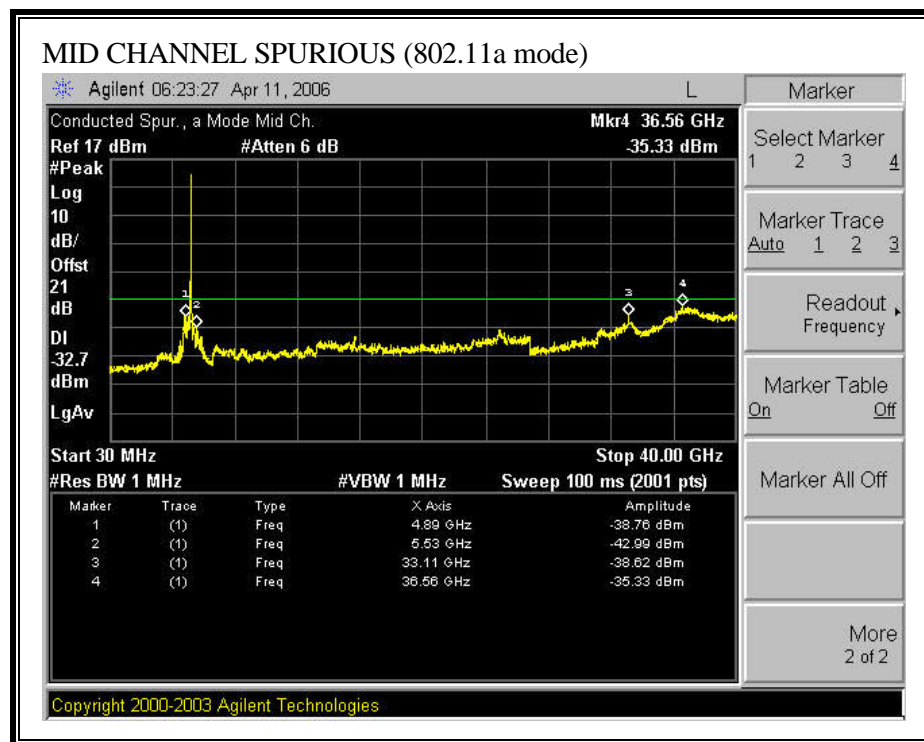 MID CHANNEL SPURIOUS (802.11a mode)
Agilent 06:23:27 Apr 11, 2006 L
Marker
Conducted Spur., a Mode Mid Ch. Mkr4 36.56 GHz
Ref 17 dBm #Atten 6 dB -35.33 dBm
#Peak
Log
10
dB/
Offst
21
dB
DI
-32.7
dBm
LgAv
1
2
3
4
Start 30 MHz Stop 40.00 GHz
#Res BW 1 MHz #VBW 1 MHz Sweep 100 ms (2001 pts)
Marker Trace Type X Axis Amplitude
1 (1) Freq 4.89 GHz -38.76 dBm
2 (1) Freq 5.53 GHz -42.99 dBm
3 (1) Freq 33.11 GHz -38.62 dBm
4 (1) Freq 36.56 GHz -35.33 dBm
Select Marker
1 2 3 4
Marker Trace
Auto 1 2 3
Readout
Frequency
Marker Table
On Off
Marker All Off
More
2 of 2
Copyright 2000-2003 Agilent Technologies